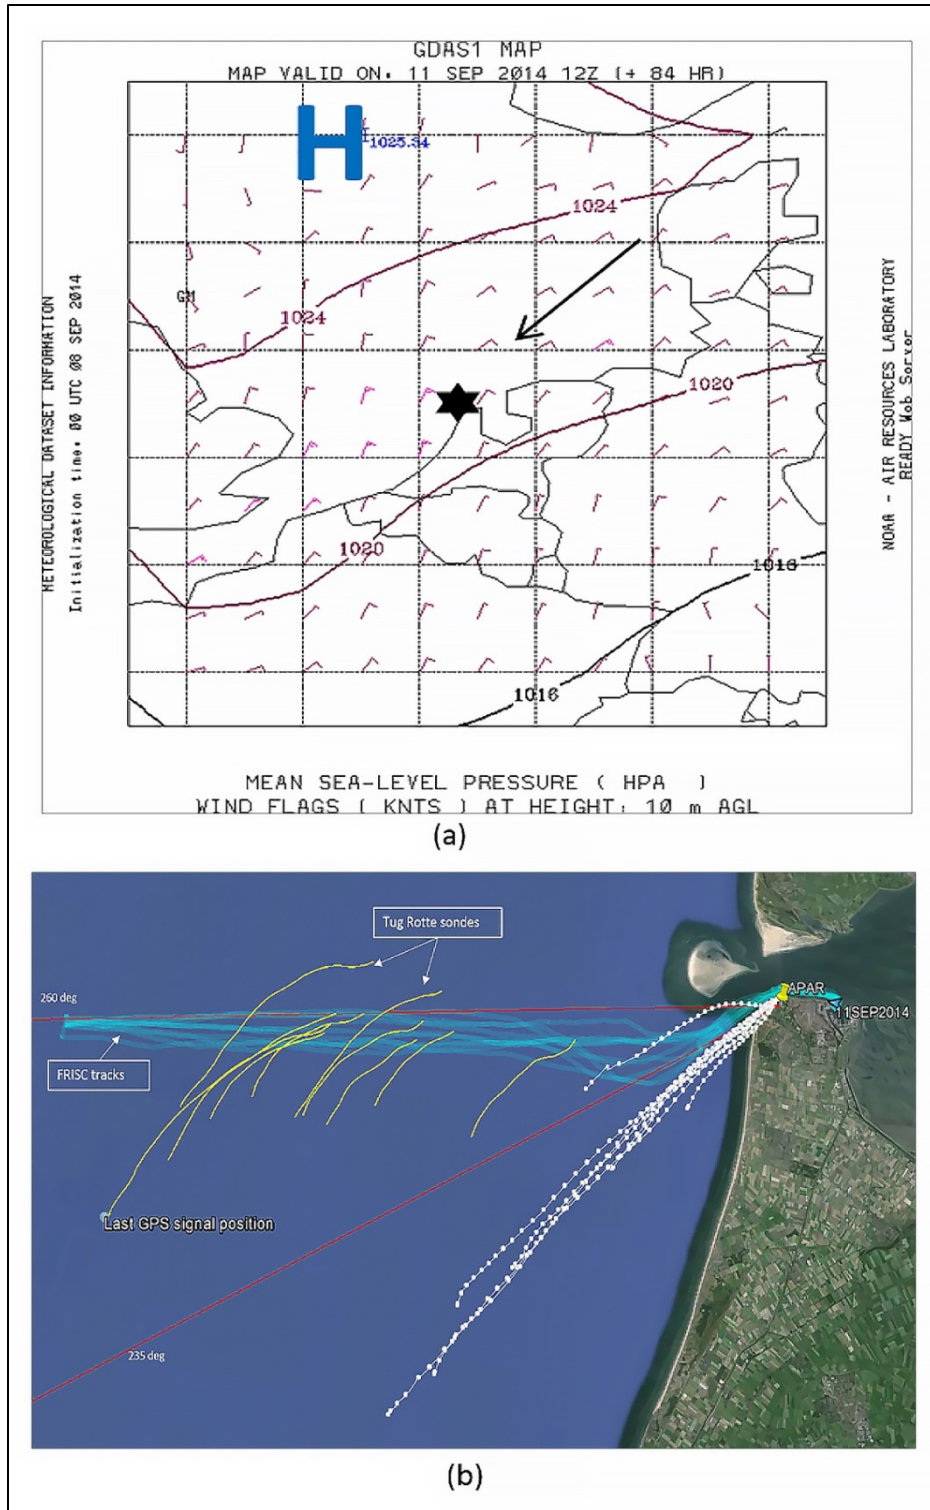 GDAS1 MAP
MAP VALID ON: 11 SEP 2014 12Z (+ 84 HR)
H
1025.34
1024
GM
1024
1020
1020
1016
1016
METEOROLOGICAL DATASET INFORMATION
Initialization time: 00 UTC 08 SEP 2014
NOAA - AIR RESOURCES LABORATORY
READY Web Server
MEAN SEA-LEVEL PRESSURE ( HPA )
WIND FLAGS ( KNTS ) AT HEIGHT: 10 m AGL
(a)
Tug Rotte sondes
260 deg
APAR
11SEP2014
FRISC tracks
Last GPS signal position
235 deg
(b)